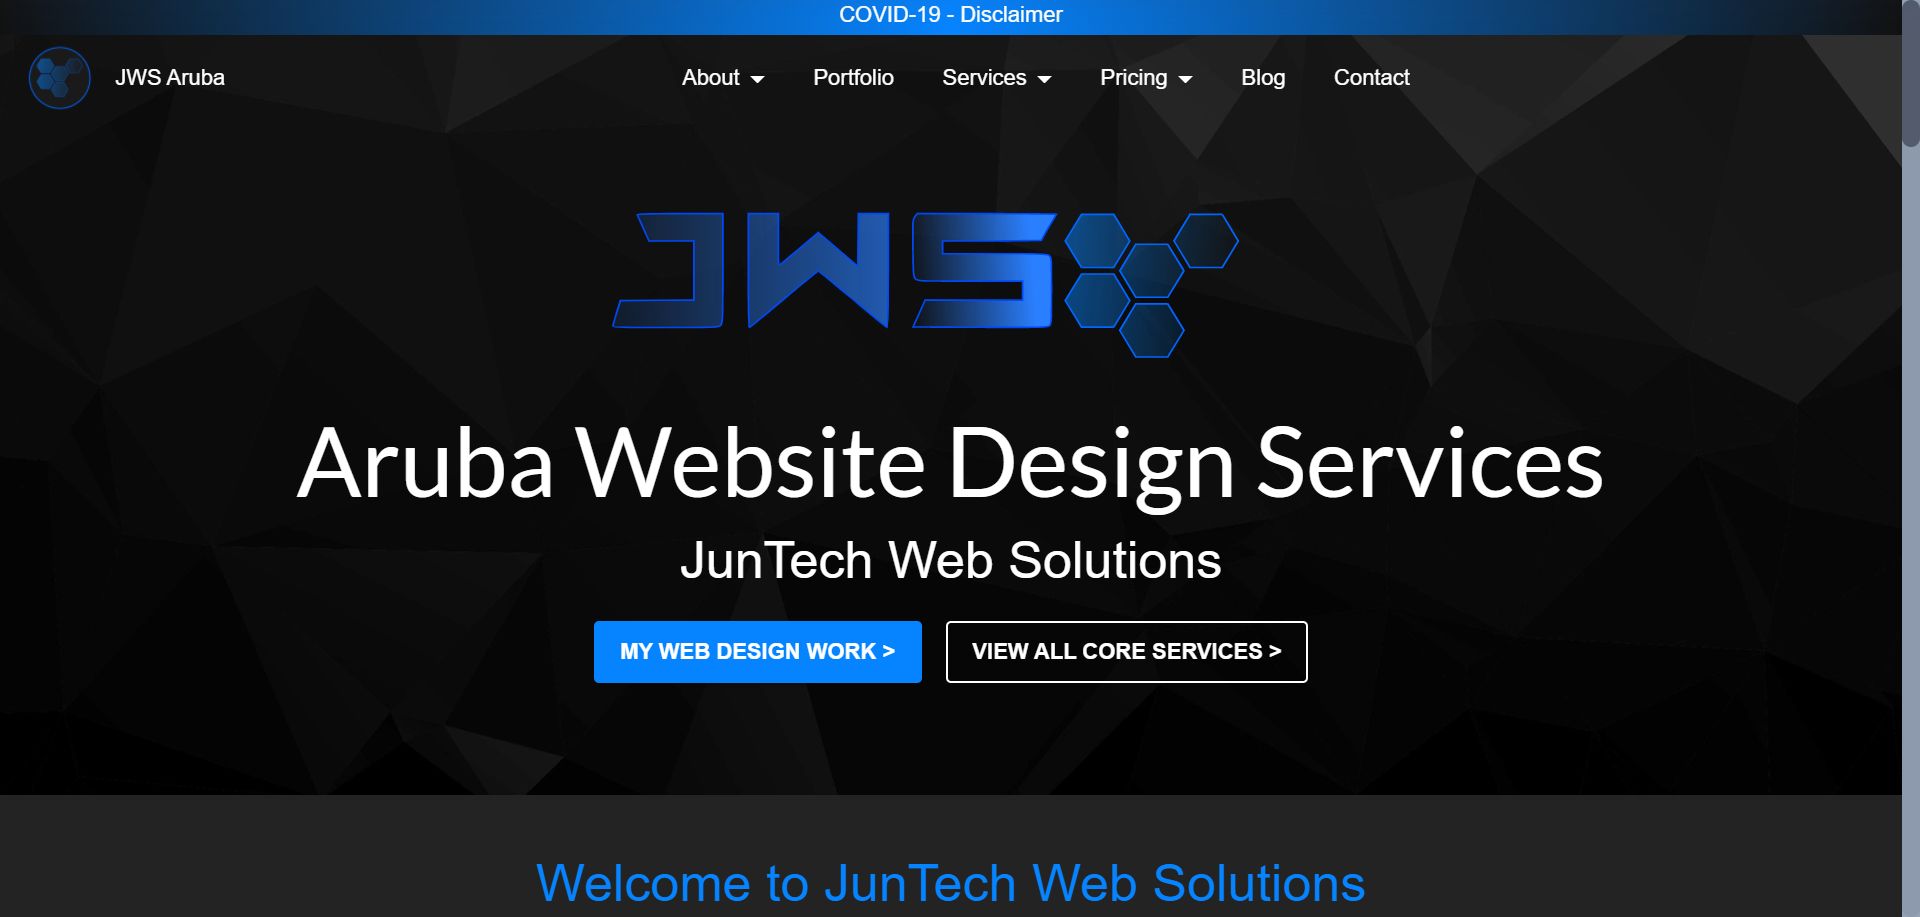 COVID-19 - Disclaimer
JWS Aruba
About
Portfolio
Services
Pricing
Blog
Contact
JWS
Aruba Website Design Services
JunTech Web Solutions
MY WEB DESIGN WORK >
VIEW ALL CORE SERVICES >
Welcome to JunTech Web Solutions